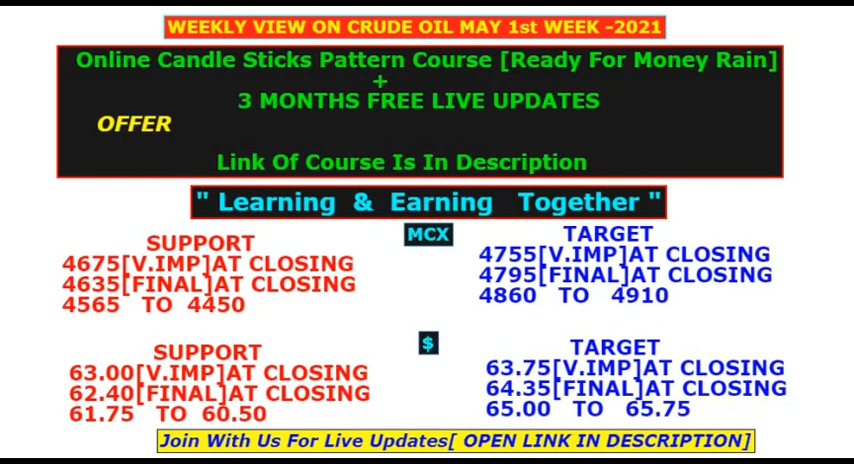 WEEKLY VIEW ON CRUDE OIL MAY 1st WEEK -2021
Online Candle Sticks Pattern Course [Ready For Money Rain]
+
3 MONTHS FREE LIVE UPDATES
OFFER
Link Of Course Is In Description
" Learning & Earning Together "
MCX
SUPPORT
4675[V.IMP]AT CLOSING
4635[FINAL]AT CLOSING
4565 TO 4450
TARGET
4755[V.IMP]AT CLOSING
4795[FINAL]AT CLOSING
4860 TO 4910
$
SUPPORT
63.00[V.IMP]AT CLOSING
62.40[FINAL]AT CLOSING
61.75 TO 60.50
TARGET
63.75[V.IMP]AT CLOSING
64.35[FINAL]AT CLOSING
65.00 TO 65.75
Join With Us For Live Updates[ OPEN LINK IN DESCRIPTION]